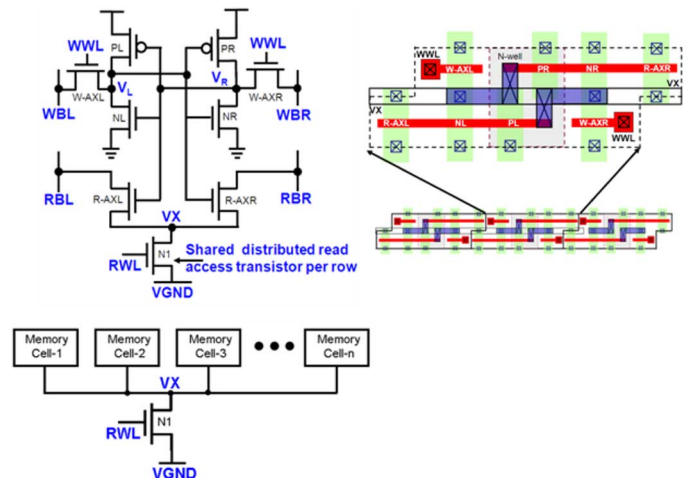 PL
PR
WWL
WWL
V_L
V_R
W-AXL
W-AXR
WBL
WBR
NL
NR
RBL
RBR
R-AXL
R-AXR
VX
RWL
N1
Shared distributed read
access transistor per row
VGND
WWL
W-AXL
N-well
PR
NR
R-AXR
VX
VX
R-AXL
NL
PL
W-AXR
WWL
Memory
Cell-1
Memory
Cell-2
Memory
Cell-3
Memory
Cell-n
VX
RWL
N1
VGND